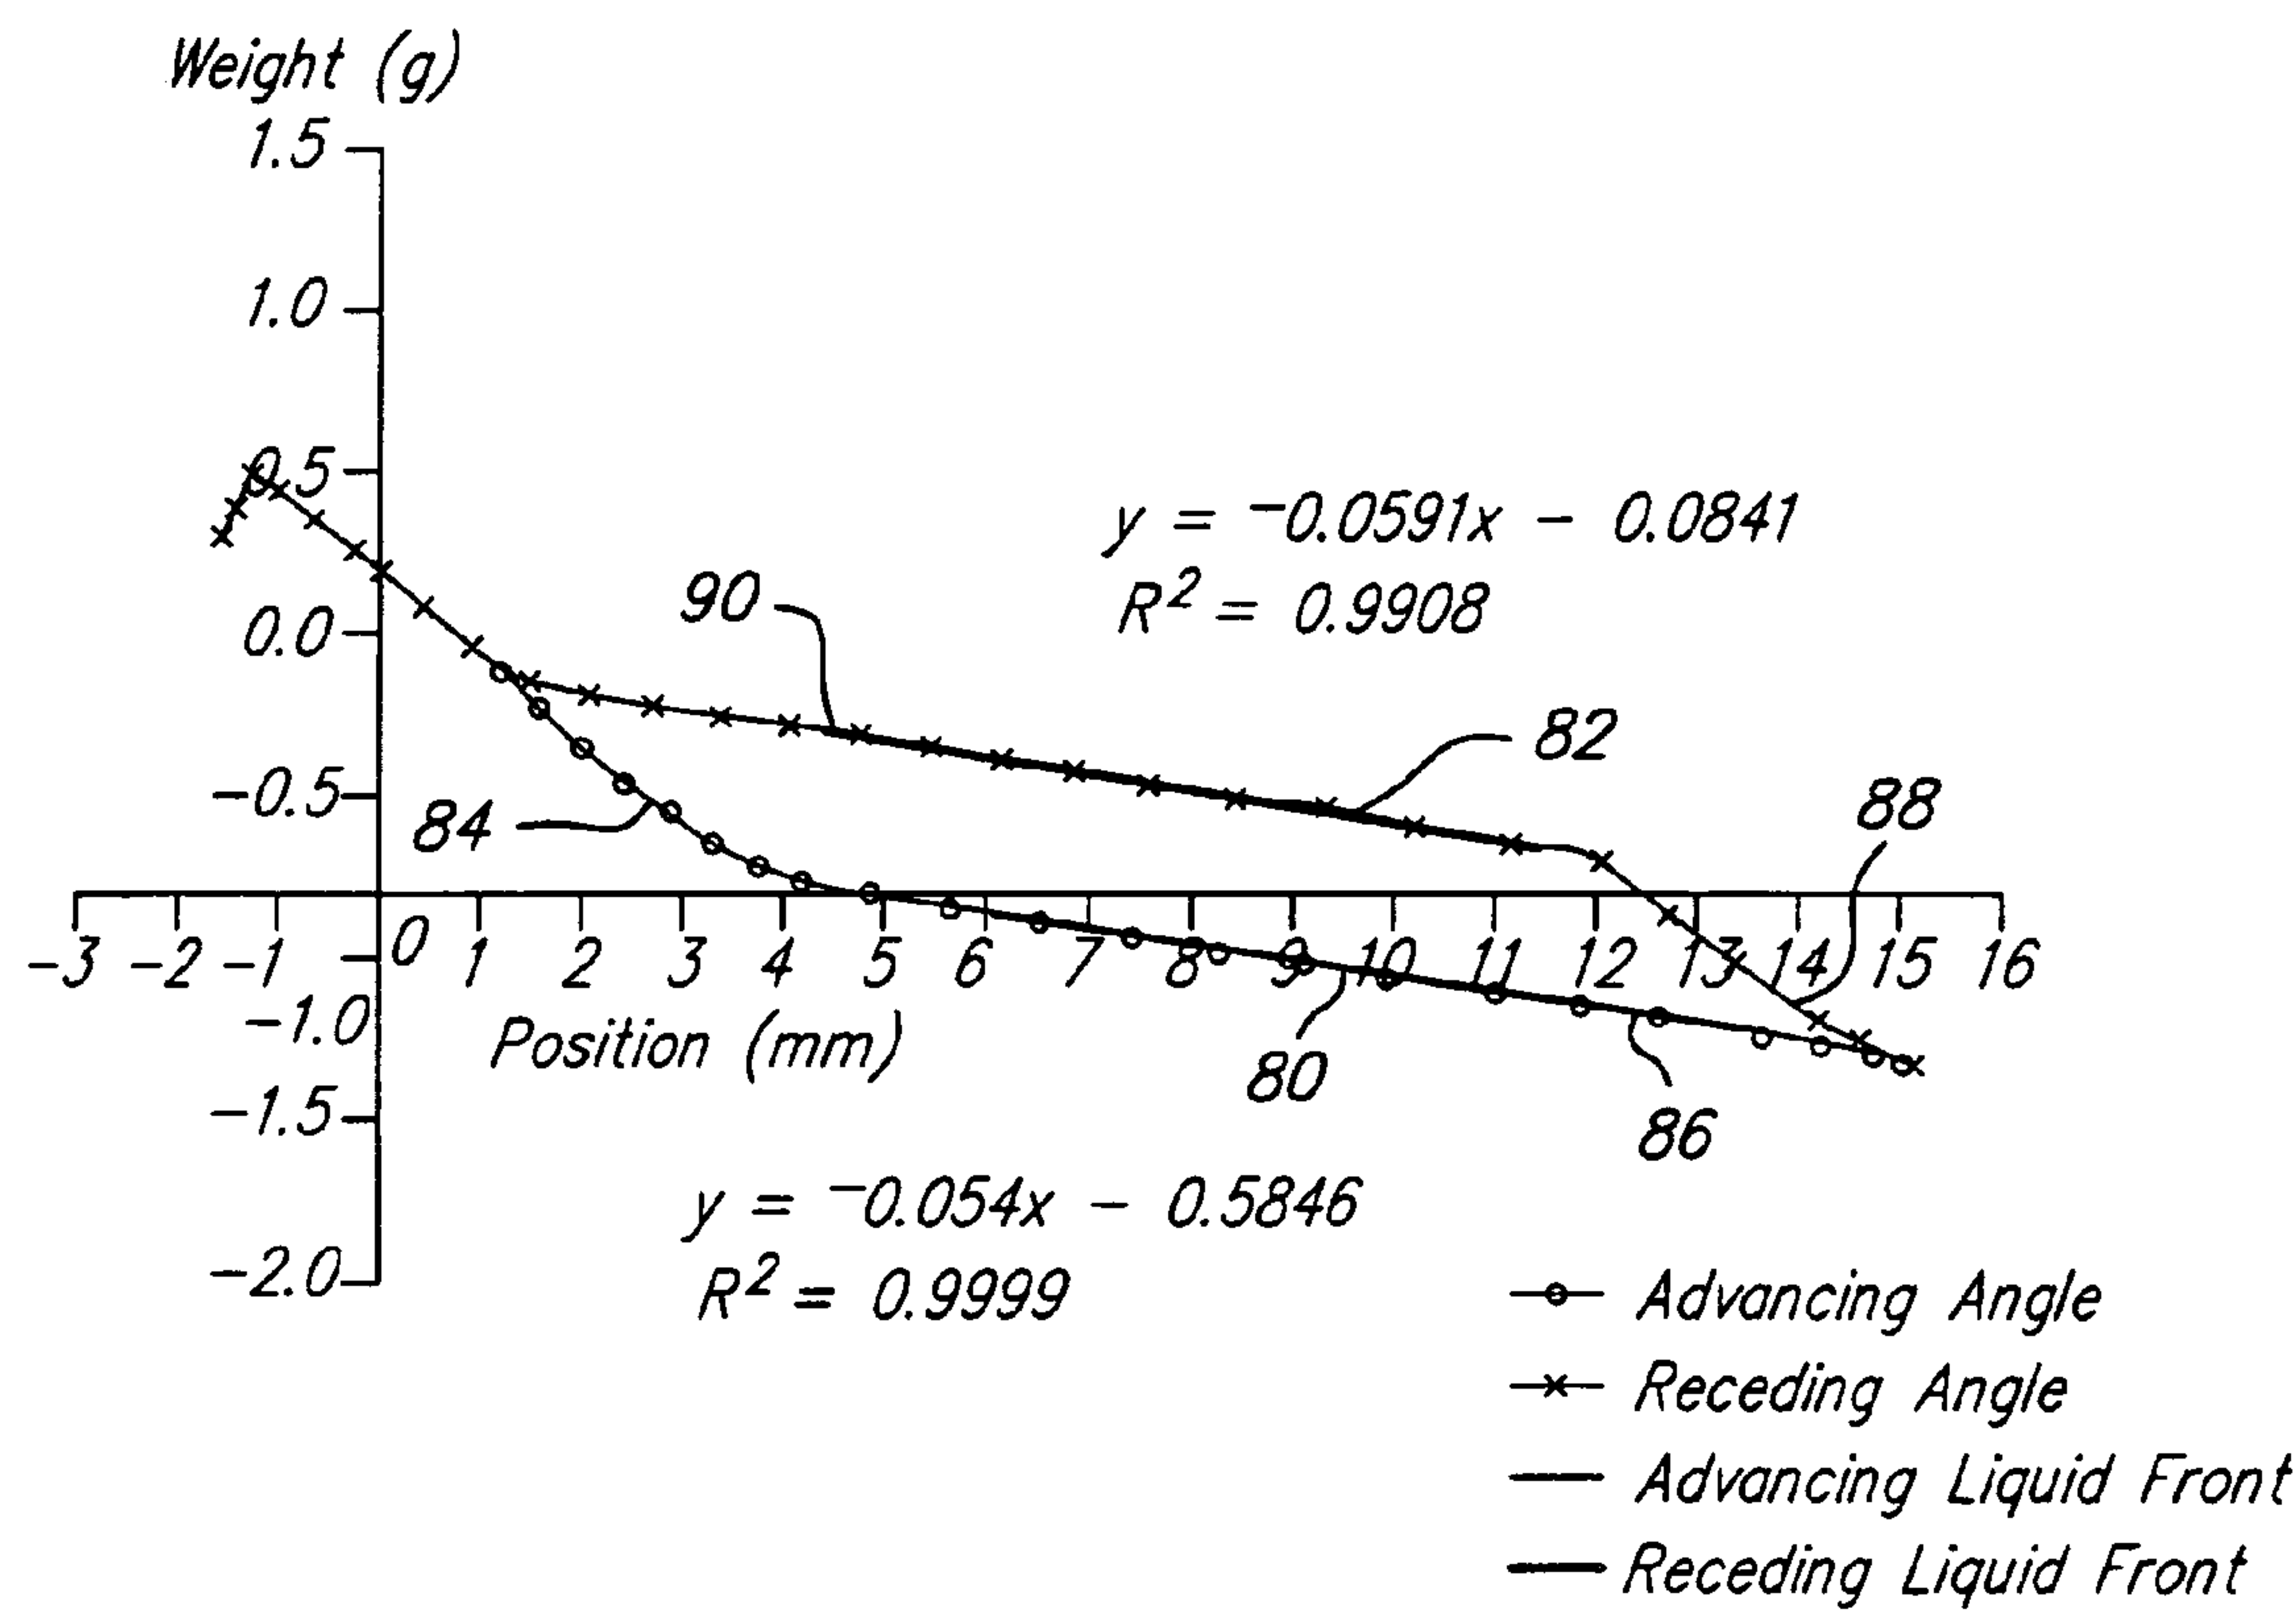 Weight (g)
1.5
1.0
0.5
y = -0.0591x - 0.0841
90
R² = 0.9908
0.0
82
-0.5
84
88
-3 -2 -1 0 1 2 3 4 5 6 7 8 9 10 11 12 13 14 15 16
-1.0
Position (mm)
80
-1.5
86
y = -0.054x - 0.5846
-2.0
R² = 0.9999
Advancing Angle
Receding Angle
Advancing Liquid Front
Receding Liquid Front